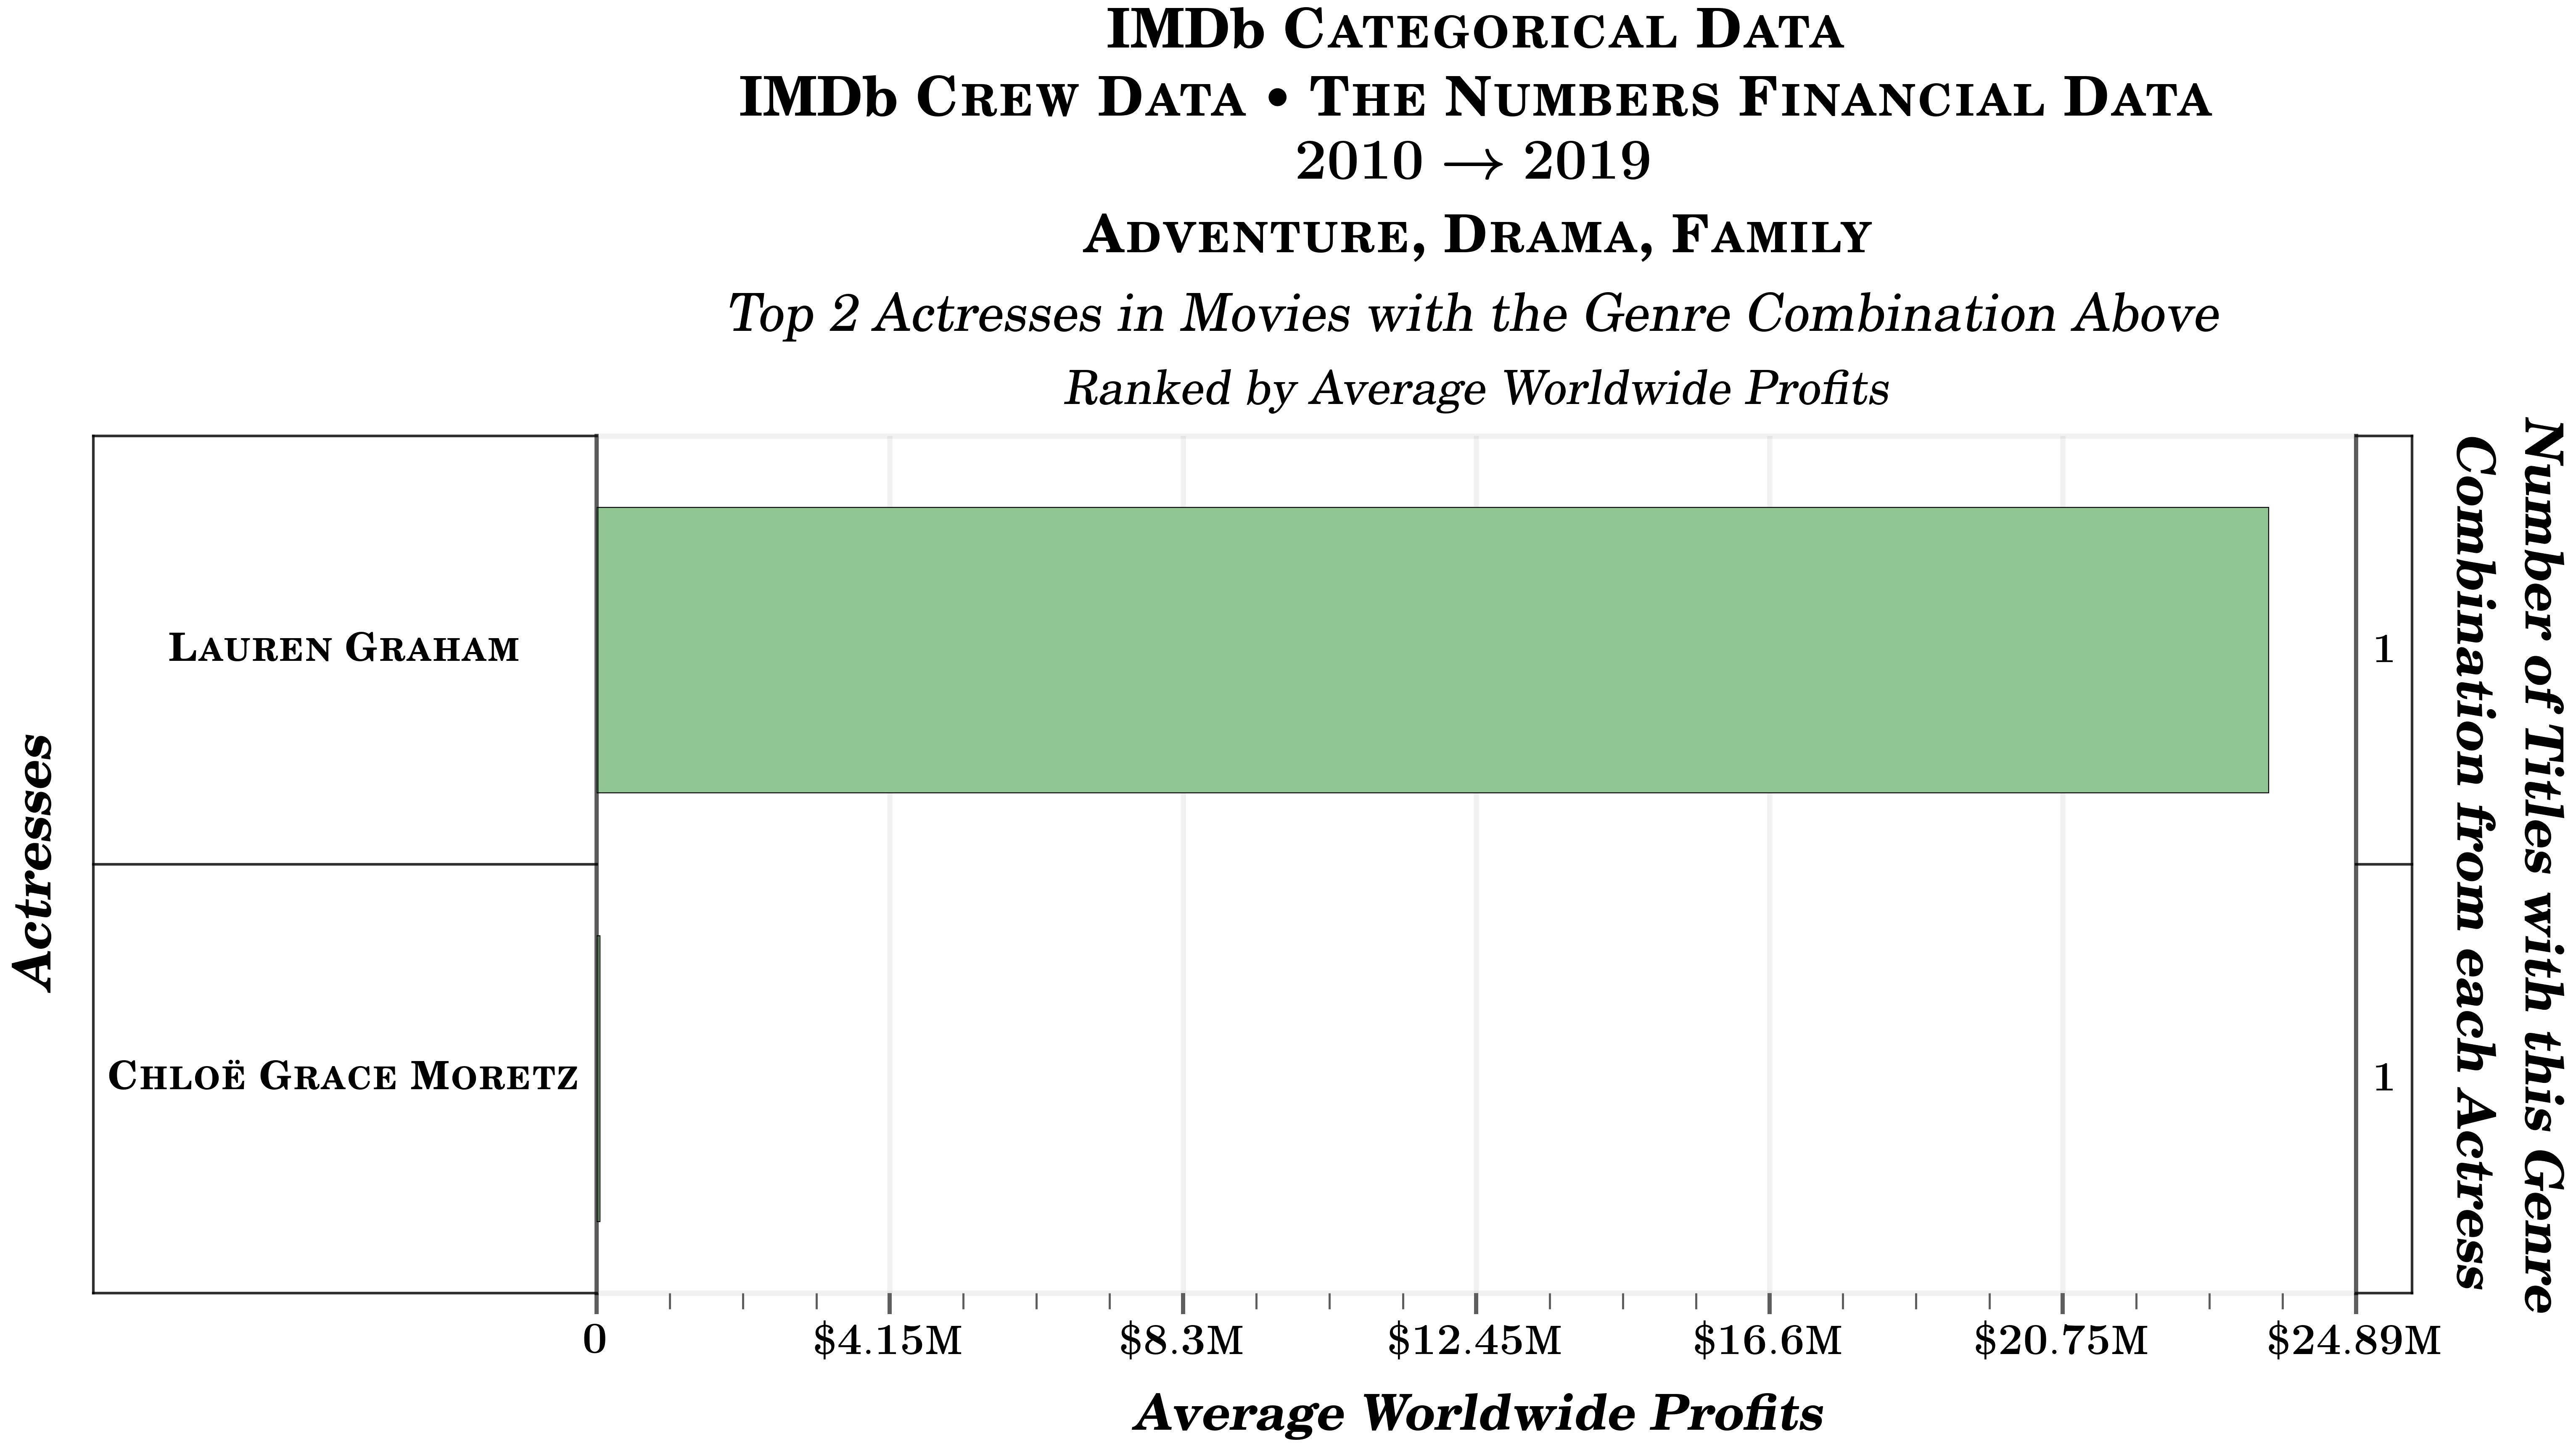 IMDb Categorical Data
IMDb Crew Data • The Numbers Financial Data
2010 → 2019
Adventure, Drama, Family
Top 2 Actresses in Movies with the Genre Combination Above
Ranked by Average Worldwide Profits
Actresses
Lauren Graham
1
Chloë Grace Moretz
1
Number of Titles with this Genre
Combination from each Actress
0 $4.15M $8.3M $12.45M $16.6M $20.75M $24.89M
Average Worldwide Profits